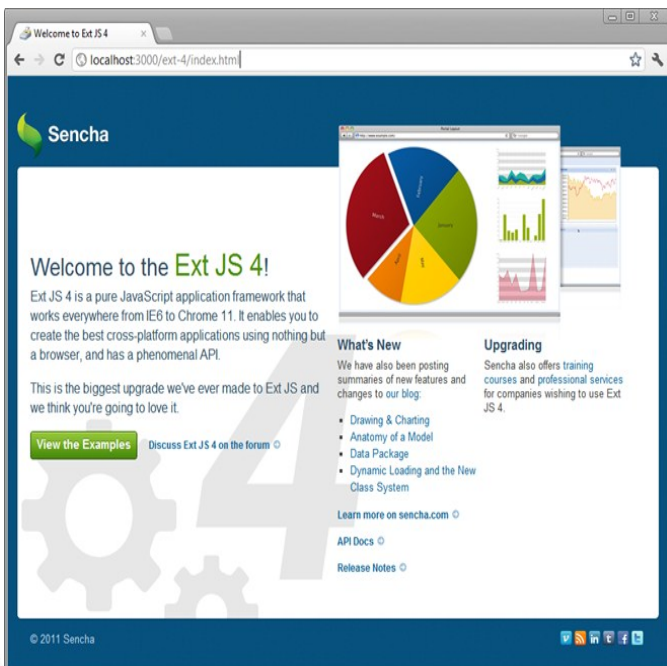 Welcome to Ext JS 4
localhost:3000/ext-4/index.html
Sencha
Welcome to the Ext JS 4!
Ext JS 4 is a pure JavaScript application framework that
works everywhere from IE6 to Chrome 11. It enables you to
create the best cross-platform applications using nothing but
a browser, and has a phenomenal API.
This is the biggest upgrade we've ever made to Ext JS and
we think you're going to love it.
View the Examples
Discuss Ext JS 4 on the forum
4
March
February
January
What's New
We have also been posting
summaries of new features and
changes to our blog:
Drawing & Charting
Anatomy of a Model
Data Package
Dynamic Loading and the New
Class System
Learn more on sencha.com
API Docs
Release Notes
Upgrading
Sencha also offers training
courses and professional services
for companies wishing to use Ext
JS 4.
© 2011 Sencha